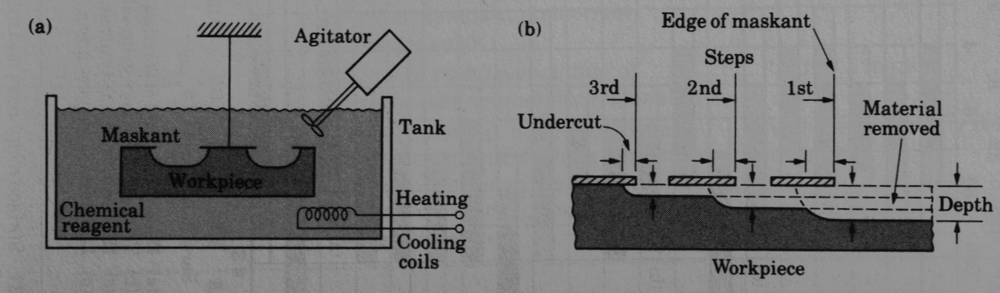 (a)
Agitator
Tank
Maskant
Workpiece
Chemical
reagent
Heating
Cooling
coils
(b)
Edge of maskant
Steps
3rd
2nd
1st
Undercut
Material
removed
Depth
Workpiece